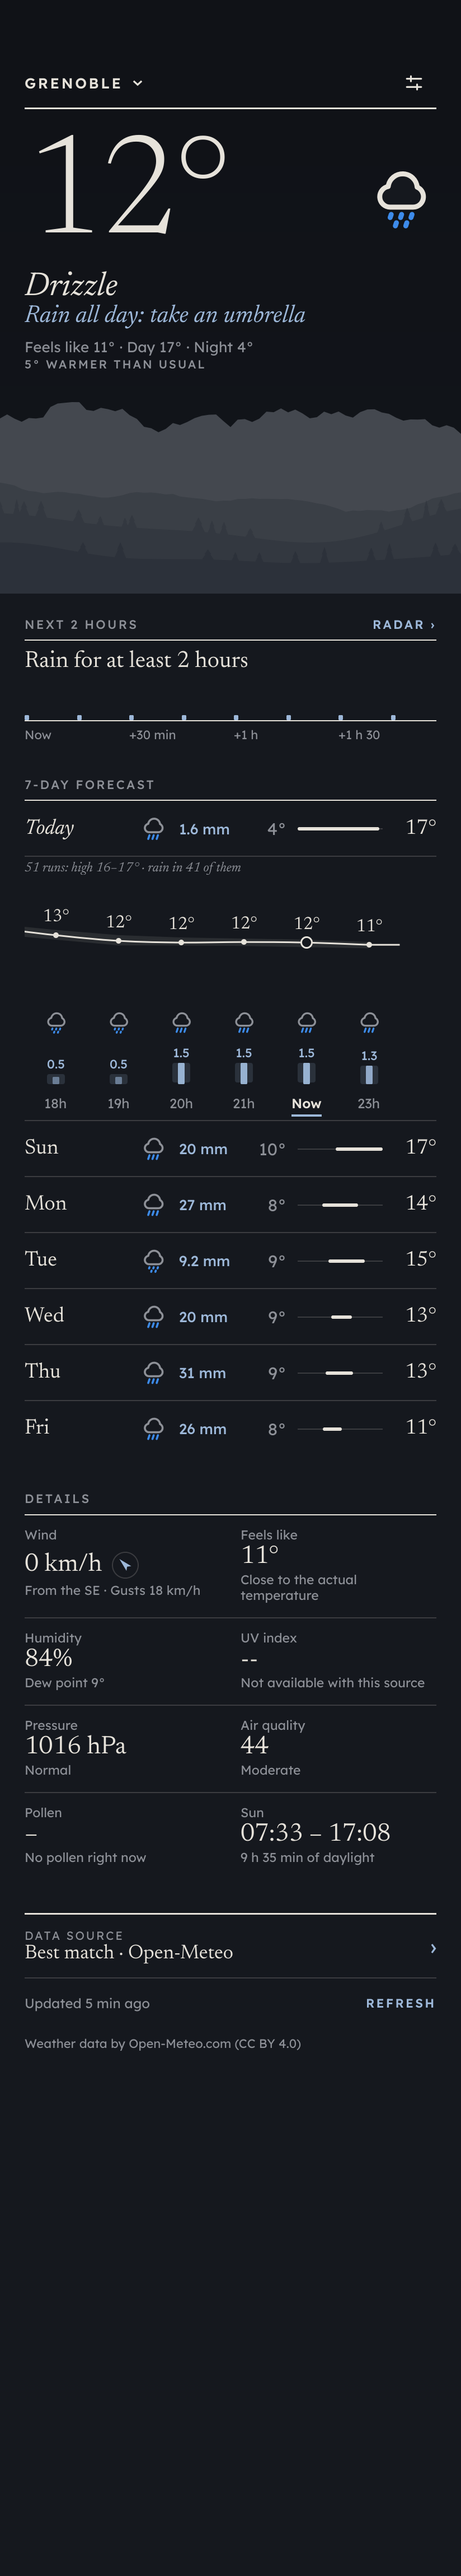 GRENOBLE
12°
Drizzle
Rain all day: take an umbrella
Feels like 11° · Day 17° · Night 4°
5° WARMER THAN USUAL
NEXT 2 HOURS RADAR ›
Rain for at least 2 hours
Now +30 min +1 h +1 h 30
7-DAY FORECAST
Today 1.6 mm 4° 17°
51 runs: high 16–17° · rain in 41 of them
13° 12° 12° 12° 12° 11°
0.5 0.5 1.5 1.5 1.5 1.3
18h 19h 20h 21h Now 23h
Sun 20 mm 10° 17°
Mon 27 mm 8° 14°
Tue 9.2 mm 9° 15°
Wed 20 mm 9° 13°
Thu 31 mm 9° 13°
Fri 26 mm 8° 11°
DETAILS
Wind
0 km/h
From the SE · Gusts 18 km/h
Feels like
11°
Close to the actual
temperature
Humidity
84%
Dew point 9°
UV index
--
Not available with this source
Pressure
1016 hPa
Normal
Air quality
44
Moderate
Pollen
–
No pollen right now
Sun
07:33 – 17:08
9 h 35 min of daylight
DATA SOURCE
Best match · Open-Meteo ›
Updated 5 min ago REFRESH
Weather data by Open-Meteo.com (CC BY 4.0)